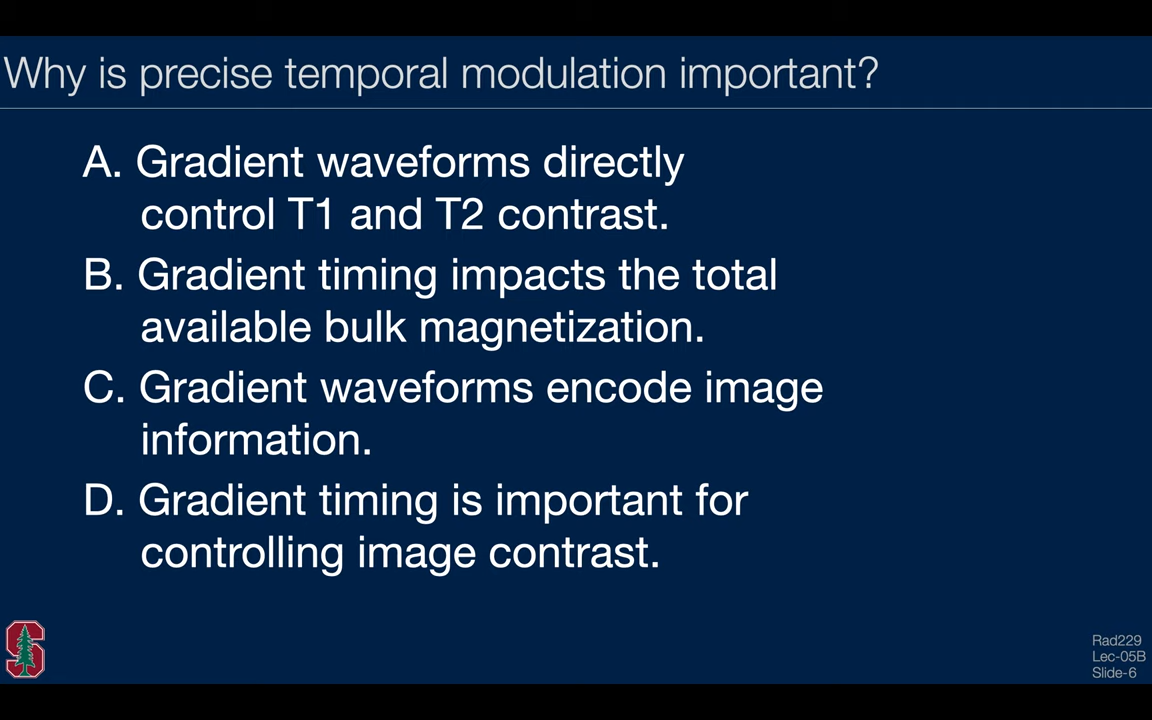 Why is precise temporal modulation important?
A. Gradient waveforms directly
control T1 and T2 contrast.
B. Gradient timing impacts the total
available bulk magnetization.
C. Gradient waveforms encode image
information.
D. Gradient timing is important for
controlling image contrast.
Rad229
Lec-05B
Slide-6